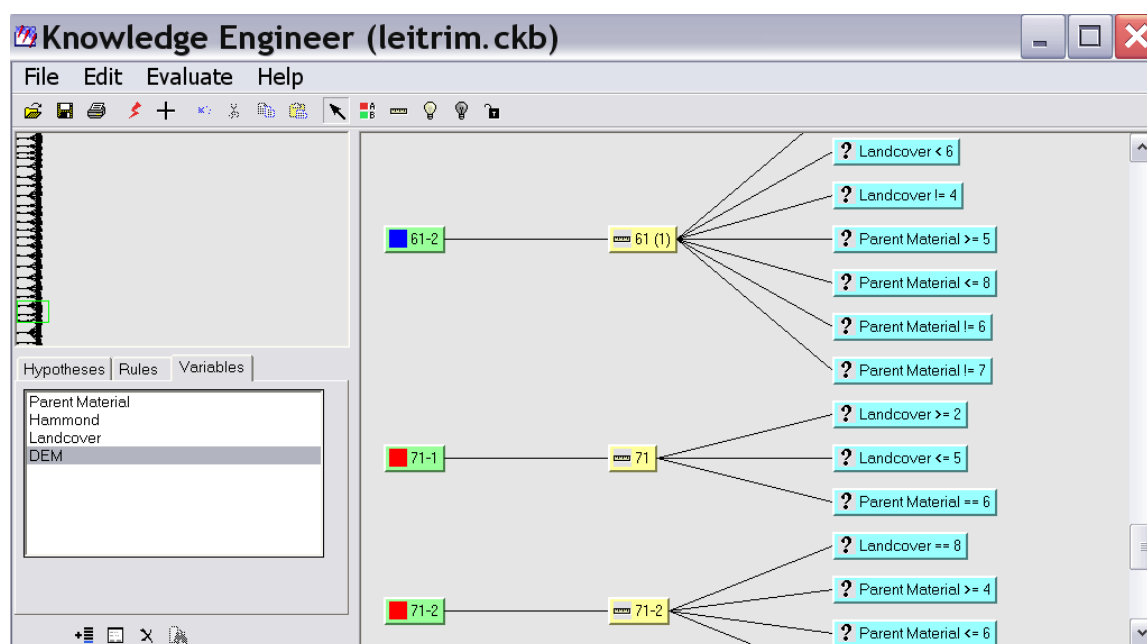 Knowledge Engineer (leitrim.ckb)
File Edit Evaluate Help
A
B
Hypotheses Rules Variables
Parent Material
Hammond
Landcover
DEM
? Landcover < 6
? Landcover != 4
61-2 61 (1) ? Parent Material >= 5
? Parent Material <= 8
? Parent Material != 6
? Parent Material != 7
? Landcover >= 2
71-1 71 ? Landcover <= 5
? Parent Material == 6
? Landcover == 8
? Parent Material >= 4
71-2 71-2
? Parent Material <= 6